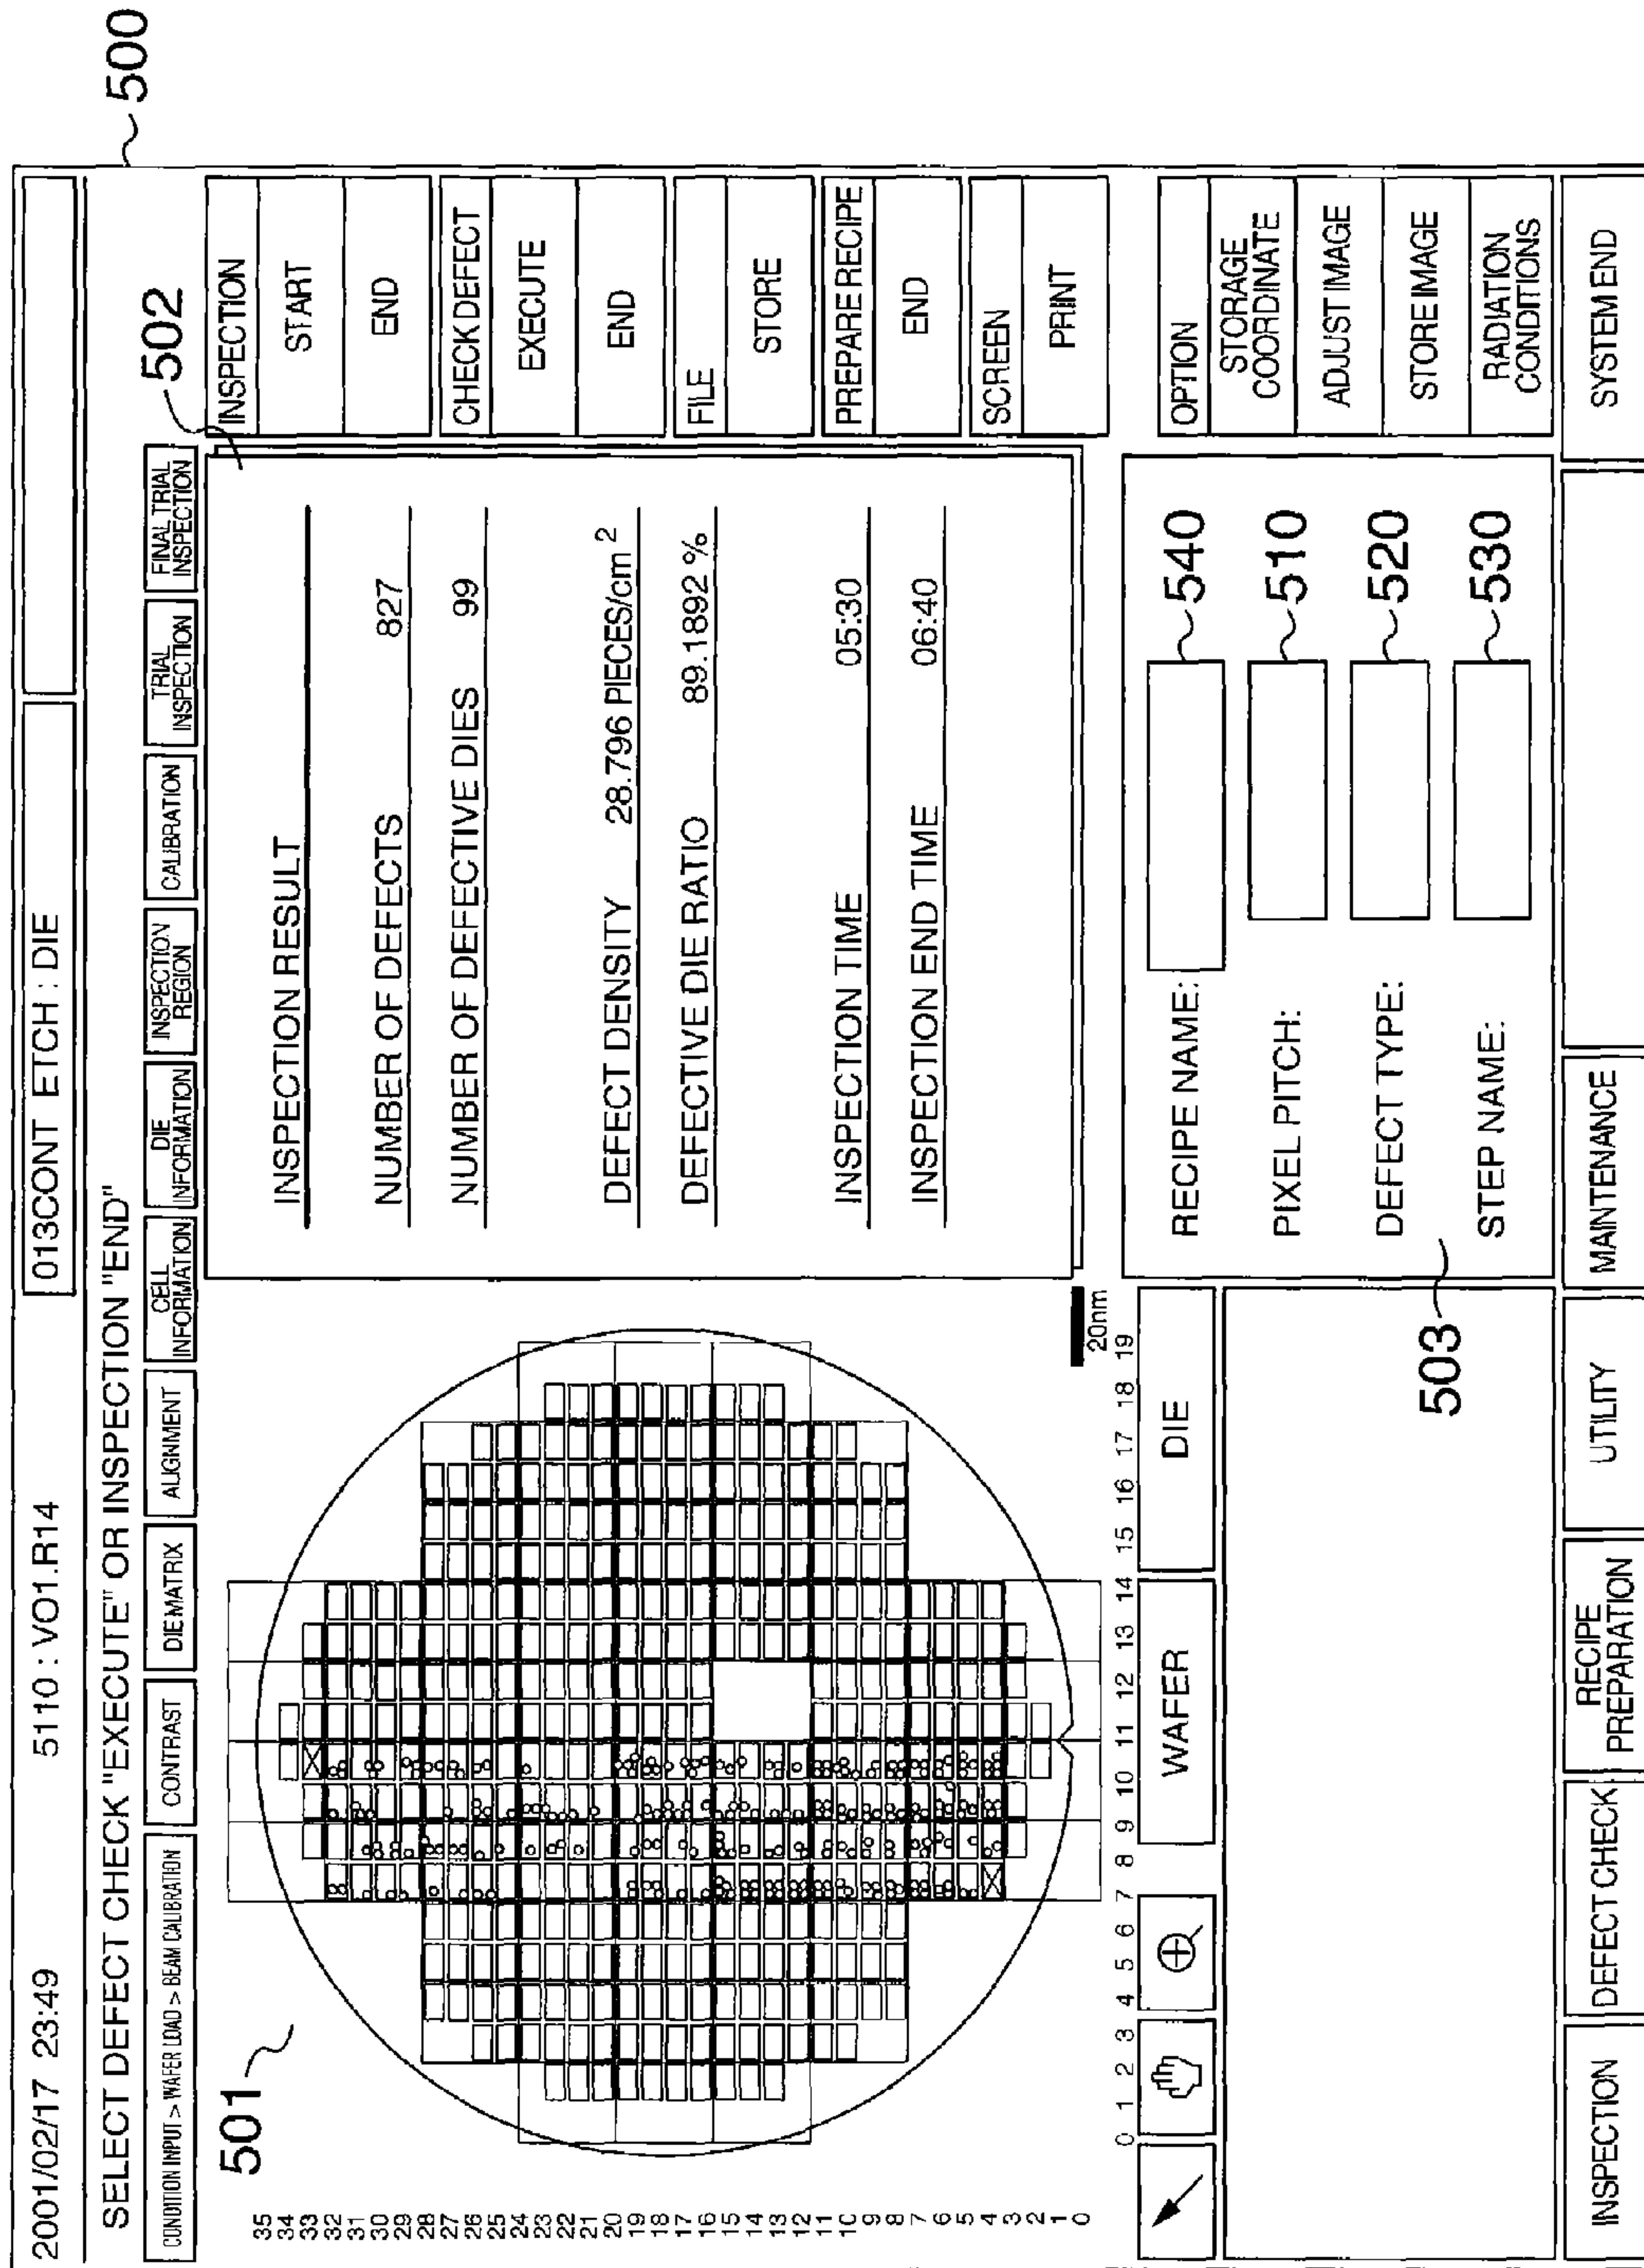 2001/02/17 23:49
5110 : VO1.R14
013CONT ETCH : DIE
500
SELECT DEFECT CHECK "EXECUTE" OR INSPECTION "END"
CONDITION INPUT > WAFER LOAD > BEAM CALIBRATION
CONTRAST
DIEMATRIX
ALIGNMENT
CELL
INFORMATION
DIE
INFORMATION
INSPECTION
REGION
CALIBRATION
TRIAL
INSPECTION
FINAL TRIAL
INSPECTION
501
35
34
33
32
31
30
29
28
27
26
25
24
23
22
21
20
19
18
17
16
15
14
13
12
11
10
9
8
7
6
5
4
3
2
1
0
20nm
0 1 2 3 4 5 6 7 8 9 10 11 12 13 14 15 16 17 18 19
502
INSPECTION RESULT
NUMBER OF DEFECTS 827
NUMBER OF DEFECTIVE DIES 99
DEFECT DENSITY 28.796 PIECES/cm2
DEFECTIVE DIE RATIO 89.1892 %
INSPECTION TIME 05:30
INSPECTION END TIME 06:40
INSPECTION
START
END
CHECK DEFECT
EXECUTE
END
FILE
STORE
PREPARE RECIPE
END
SCREEN
PRINT
WAFER
DIE
503
RECIPE NAME: 540
PIXEL PITCH: 510
DEFECT TYPE: 520
STEP NAME: 530
OPTION
STORAGE
COORDINATE
ADJUST IMAGE
STORE IMAGE
RADIATION
CONDITIONS
INSPECTION
DEFECT CHECK
RECIPE
PREPARATION
UTILITY
MAINTENANCE
SYSTEM END